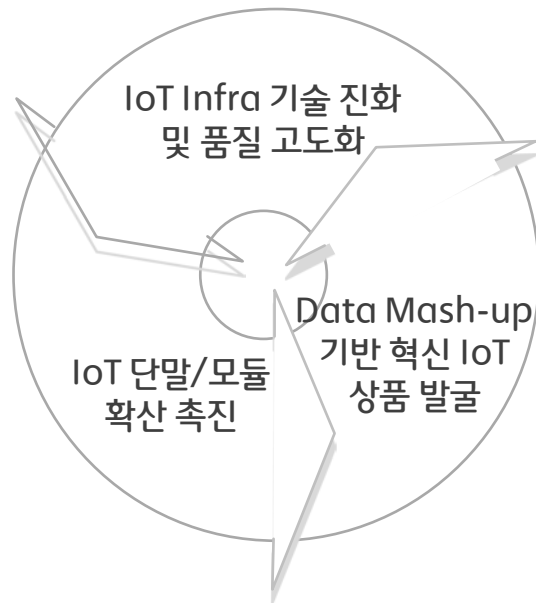 IoT Infra 기술 진화
및 품질 고도화
Data Mash-up
기반 혁신 IoT
상품 발굴
IoT 단말/모듈
확산 촉진